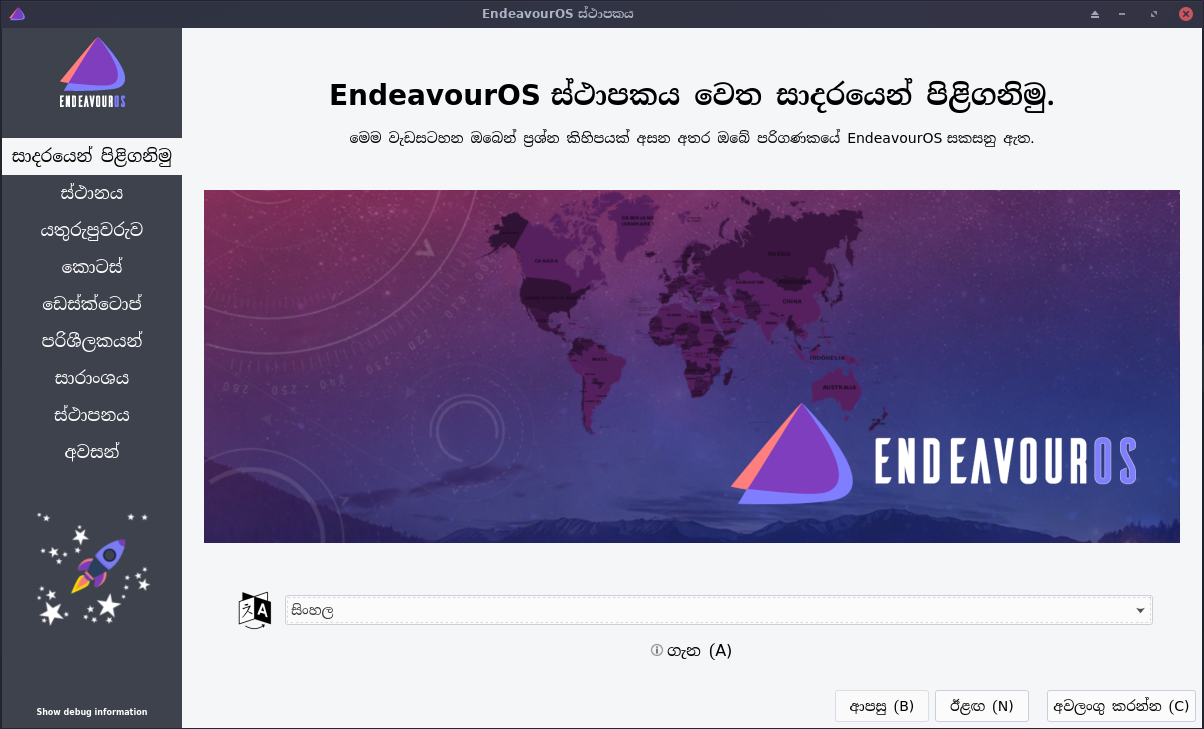 EndeavourOS ස්ථාපකය
ENDEAVOUROS
සාදරයෙන් පිළිගනිමු
ස්ථානය
යතුරුපුවරුව
කොටස්
ඩෙස්ක්ටොප්
පරිශීලකයන්
සාරාංශය
ස්ථාපනය
අවසන්
Show debug information
EndeavourOS ස්ථාපකය වෙත සාදරයෙන් පිළිගනිමු.
මෙම වැඩසටහන ඔබෙන් ප්‍රශ්න කිහිපයක් අසන අතර ඔබේ පරිගණකයේ EndeavourOS සකසනු ඇත.
CANADA
CHINA
INDONESIA
AUSTRALIA
ENDEAVOUROS
සිංහල
ගැන (A)
ආපසු (B)
ඊළඟ (N)
අවලංගු කරන්න (C)